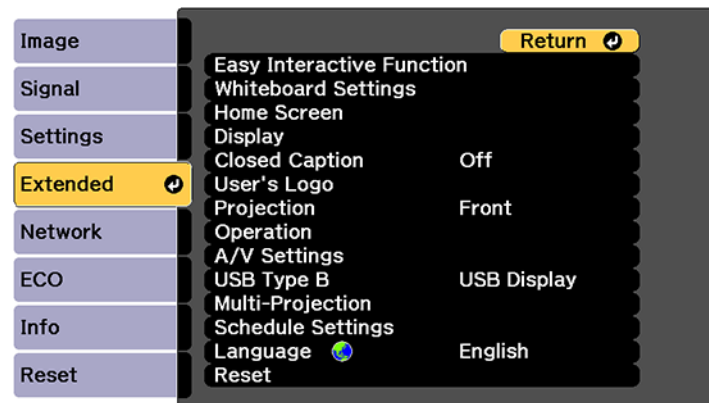 Image
Signal
Settings
Extended
Network
ECO
Info
Reset
Return
Easy Interactive Function
Whiteboard Settings
Home Screen
Display
Closed Caption Off
User's Logo
Projection Front
Operation
A/V Settings
USB Type B USB Display
Multi-Projection
Schedule Settings
Language English
Reset